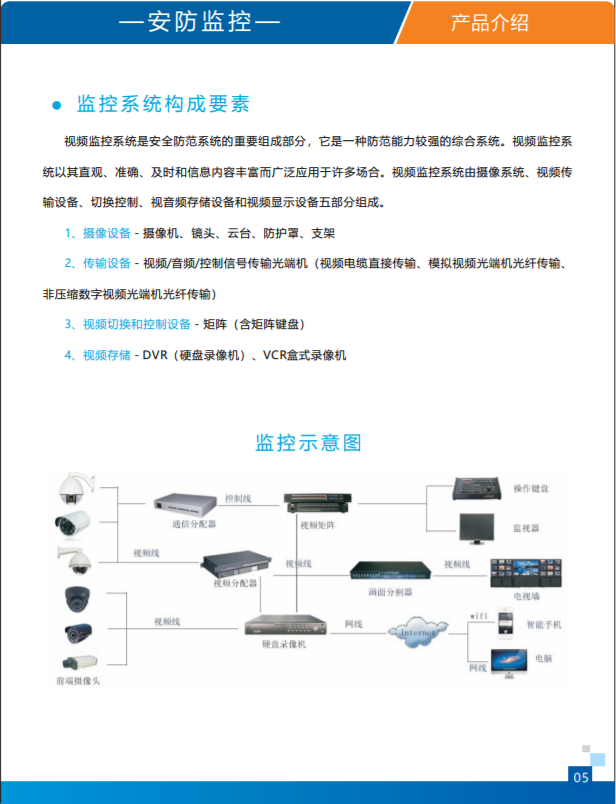 —安防监控—
产品介绍
● 监控系统构成要素
视频监控系统是安全防范系统的重要组成部分，它是一种防范能力较强的综合系统。视频监控系
统以其直观、准确、及时和信息内容丰富而广泛应用于许多场合。视频监控系统由摄像系统、视频传
输设备、切换控制、视音频存储设备和视频显示设备五部分组成。
1、摄像设备 - 摄像机、镜头、云台、防护罩、支架
2、传输设备 - 视频/音频/控制信号传输光端机（视频电缆直接传输、模拟视频光端机光纤传输、
非压缩数字视频光端机光纤传输）
3、视频切换和控制设备 - 矩阵（含矩阵键盘）
4、视频存储 - DVR（硬盘录像机）、VCR盒式录像机
监控示意图
控制线
操作键盘
通信分配器
视频矩阵
监视器
视频线
视频线
视频线
视频分配器
画面分割器
电视墙
视频线
网线
wifi
智能手机
Internet
硬盘录像机
电脑
网线
前端摄像头
05